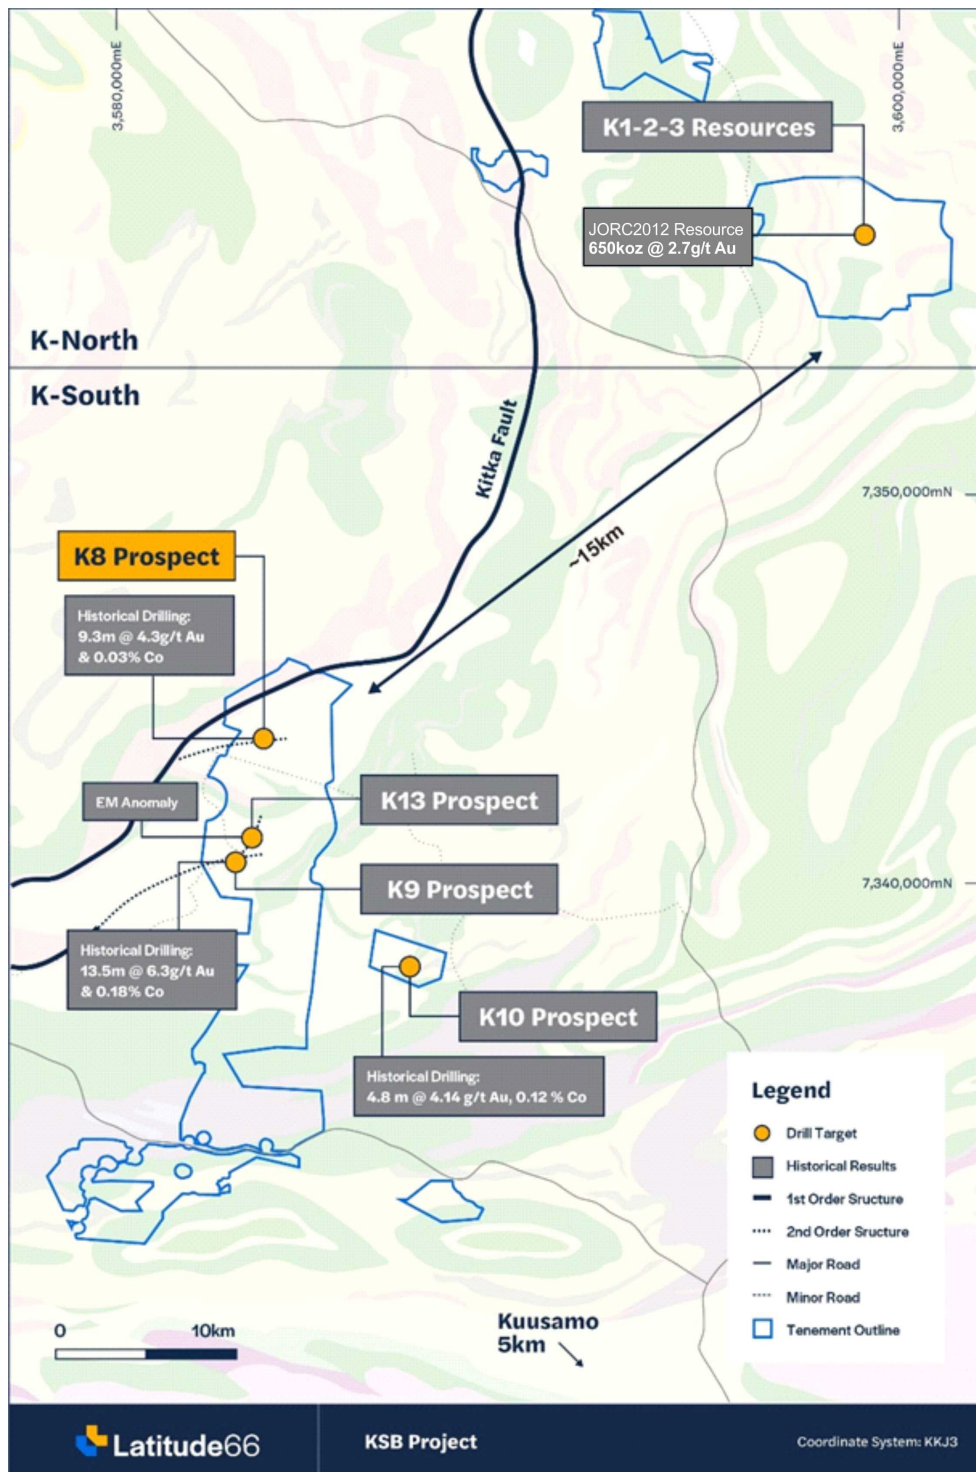 3,580,000mE
3,600,000mE
K1-2-3 Resources
JORC2012 Resource
650koz @ 2.7g/t Au
K-North
K-South
Kitka Fault
7,350,000mN
~15km
K8 Prospect
Historical Drilling:
9.3m @ 4.3g/t Au
& 0.03% Co
EM Anomaly
K13 Prospect
K9 Prospect
7,340,000mN
Historical Drilling:
13.5m @ 6.3g/t Au
& 0.18% Co
K10 Prospect
Historical Drilling:
4.8 m @ 4.14 g/t Au, 0.12 % Co
Legend
Drill Target
Historical Results
1st Order Sructure
2nd Order Sructure
Major Road
Minor Road
Tenement Outline
0 10km
Kuusamo
5km
Latitude66
KSB Project
Coordinate System: KKJ3